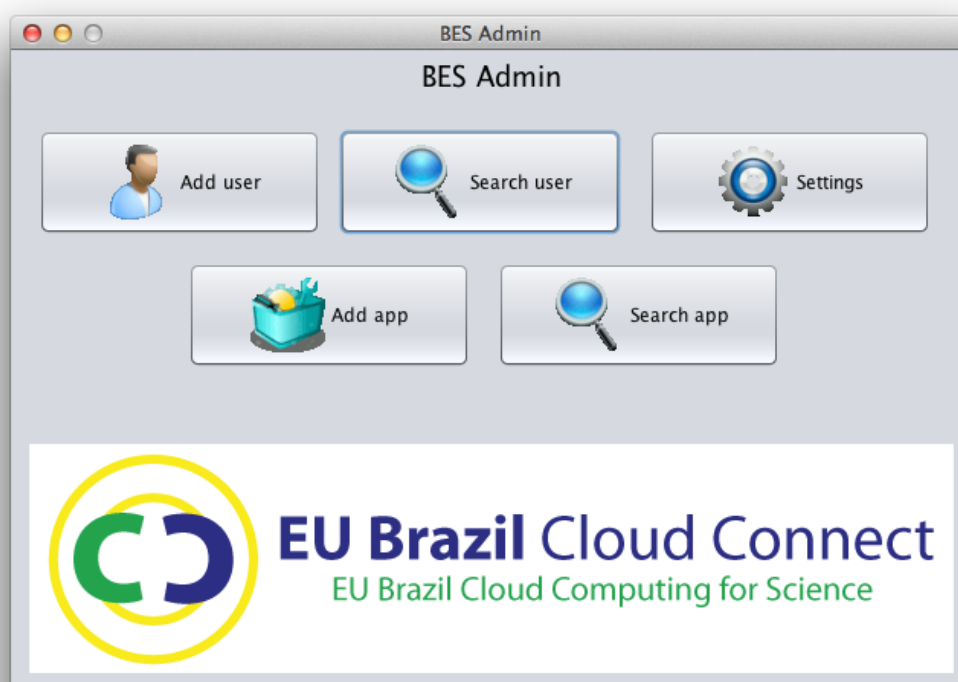 BES Admin
BES Admin
Add user
Search user
Settings
Add app
Search app
EU Brazil Cloud Connect
EU Brazil Cloud Computing for Science